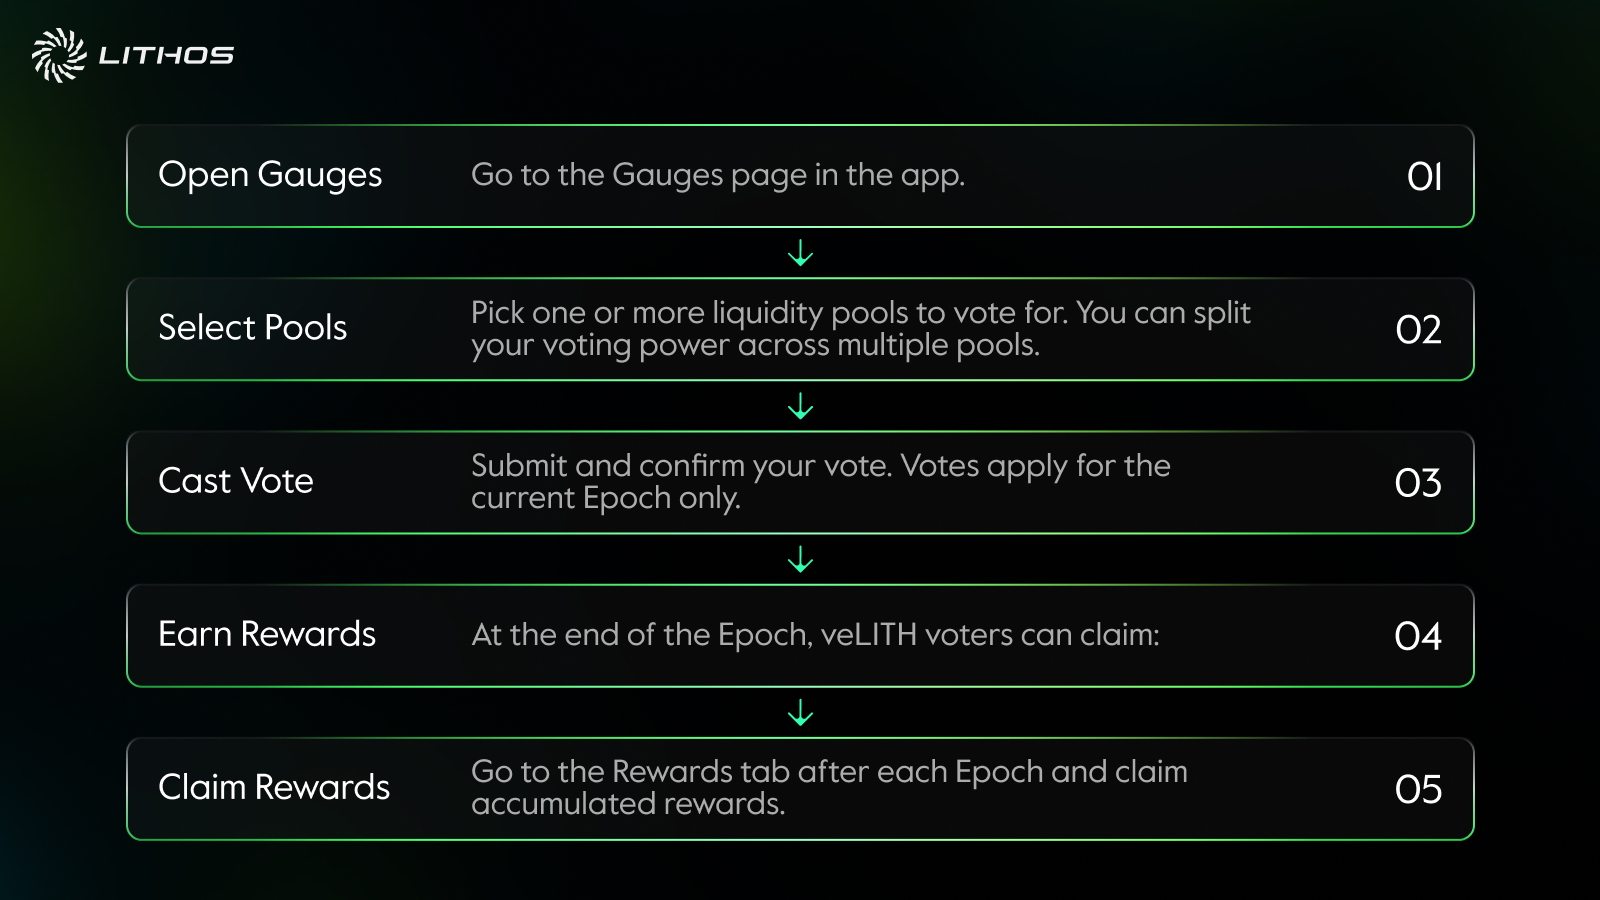 LITHOS
Open Gauges
Go to the Gauges page in the app.
01
Select Pools
Pick one or more liquidity pools to vote for. You can split
your voting power across multiple pools.
02
Cast Vote
Submit and confirm your vote. Votes apply for the
current Epoch only.
03
Earn Rewards
At the end of the Epoch, veLITH voters can claim:
04
Claim Rewards
Go to the Rewards tab after each Epoch and claim
accumulated rewards.
05